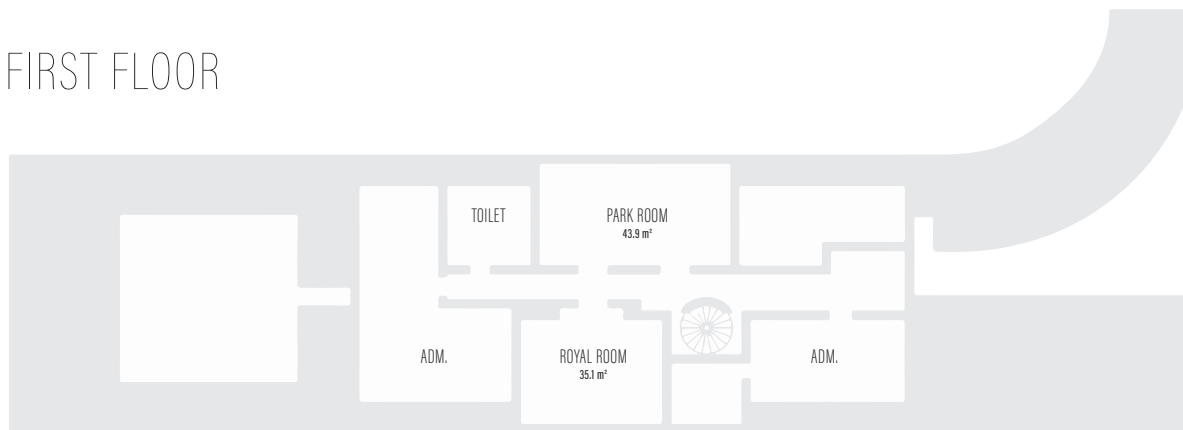 FIRST FLOOR
TOILET
PARK ROOM
43.9 m²
ADM.
ROYAL ROOM
35.1 m²
ADM.